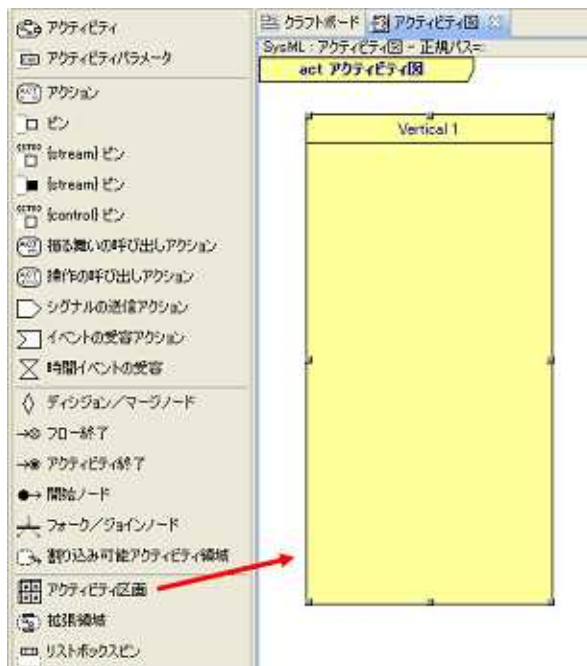 アクティビティ
アクティビティパラメータ
アクション
ピン
{stream} ピン
{stream} ピン
{control} ピン
振る舞いの呼び出しアクション
操作の呼び出しアクション
シグナルの送信アクション
イベントの受容アクション
時間イベントの受容
ディシジョン／マージノード
フロー終了
アクティビティ終了
開始ノード
フォーク／ジョインノード
割り込み可能アクティビティ領域
アクティビティ区画
拡張領域
リストボックスピン
クラフトボード アクティビティ図
SysML : アクティビティ図 - 正規パス=:
act アクティビティ図
Vertical 1